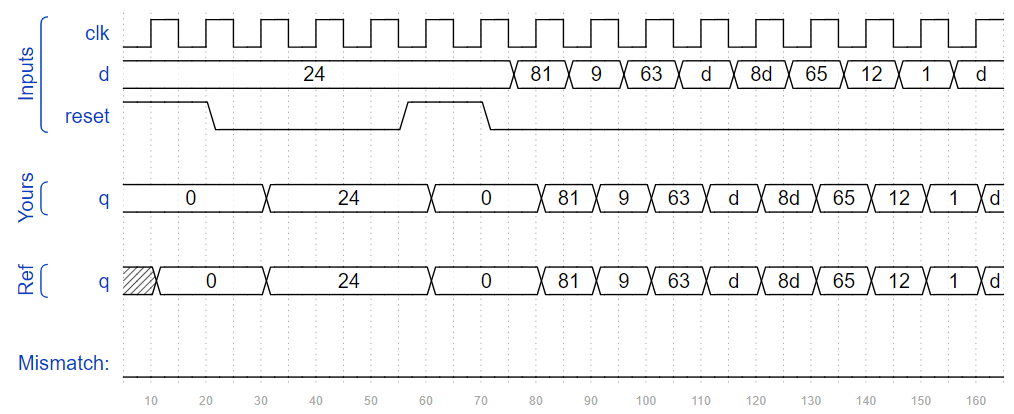 Inputs
clk
d 24 81 9 63 d 8d 65 12 1 d
reset
Yours
q 0 24 0 81 9 63 d 8d 65 12 1 d
Ref
q 0 24 0 81 9 63 d 8d 65 12 1 d
Mismatch:
10 20 30 40 50 60 70 80 90 100 110 120 130 140 150 160